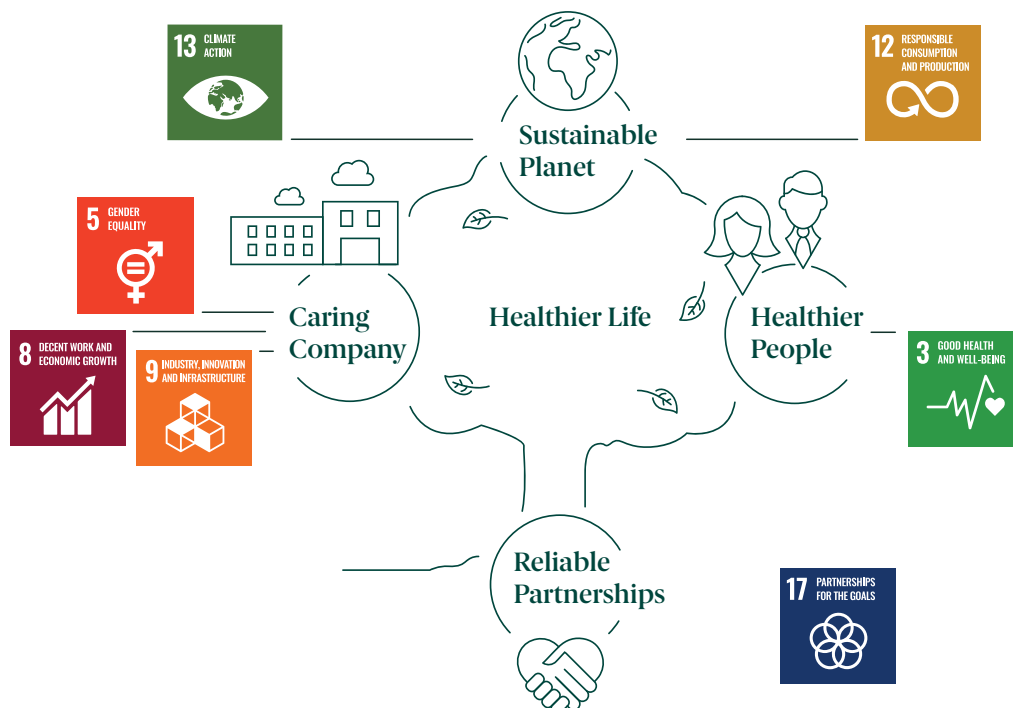 13 CLIMATE
ACTION
12 RESPONSIBLE
CONSUMPTION
AND PRODUCTION
Sustainable
Planet
5 GENDER
EQUALITY
Caring
Company
Healthier Life
Healthier
People
8 DECENT WORK AND
ECONOMIC GROWTH
9 INDUSTRY, INNOVATION
AND INFRASTRUCTURE
3 GOOD HEALTH
AND WELL-BEING
Reliable
Partnerships
17 PARTNERSHIPS
FOR THE GOALS